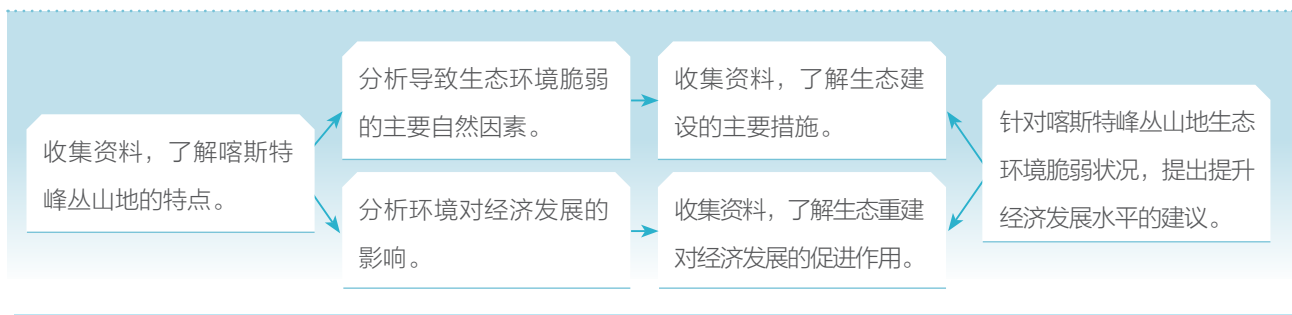 收集资料，了解喀斯特
峰丛山地的特点。
分析导致生态环境脆弱
的主要自然因素。
分析环境对经济发展的
影响。
收集资料，了解生态建
设的主要措施。
收集资料，了解生态重建
对经济发展的促进作用。
针对喀斯特峰丛山地生态
环境脆弱状况，提出提升
经济发展水平的建议。